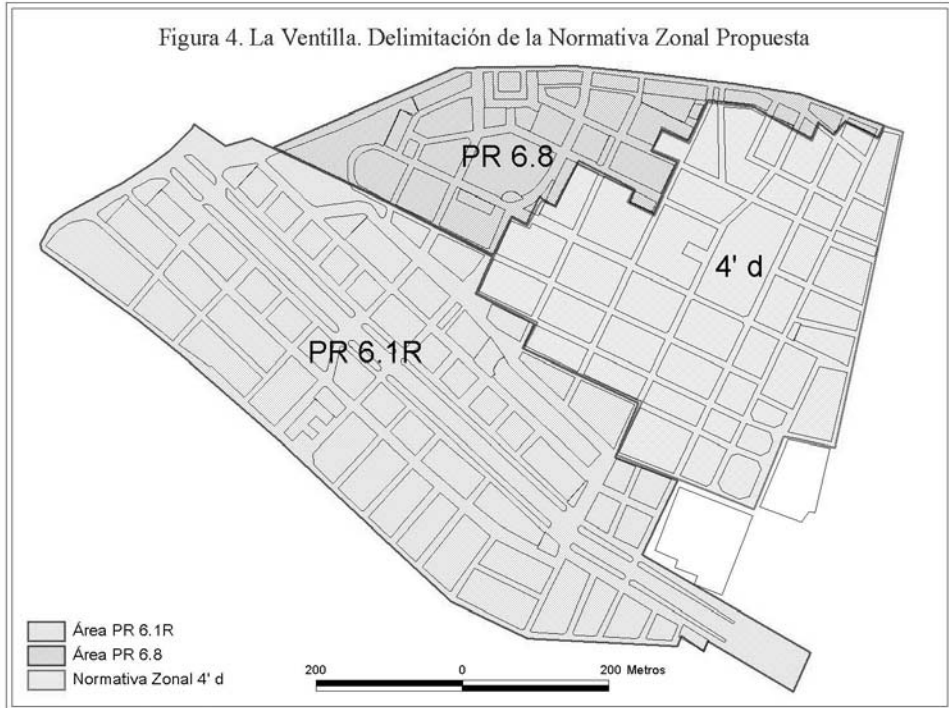 Figura 4. La Ventilla. Delimitación de la Normativa Zonal Propuesta
PR 6.8
4' d
PR 6.1R
Área PR 6.1R
Área PR 6.8
Normativa Zonal 4' d
200 0 200 Metros